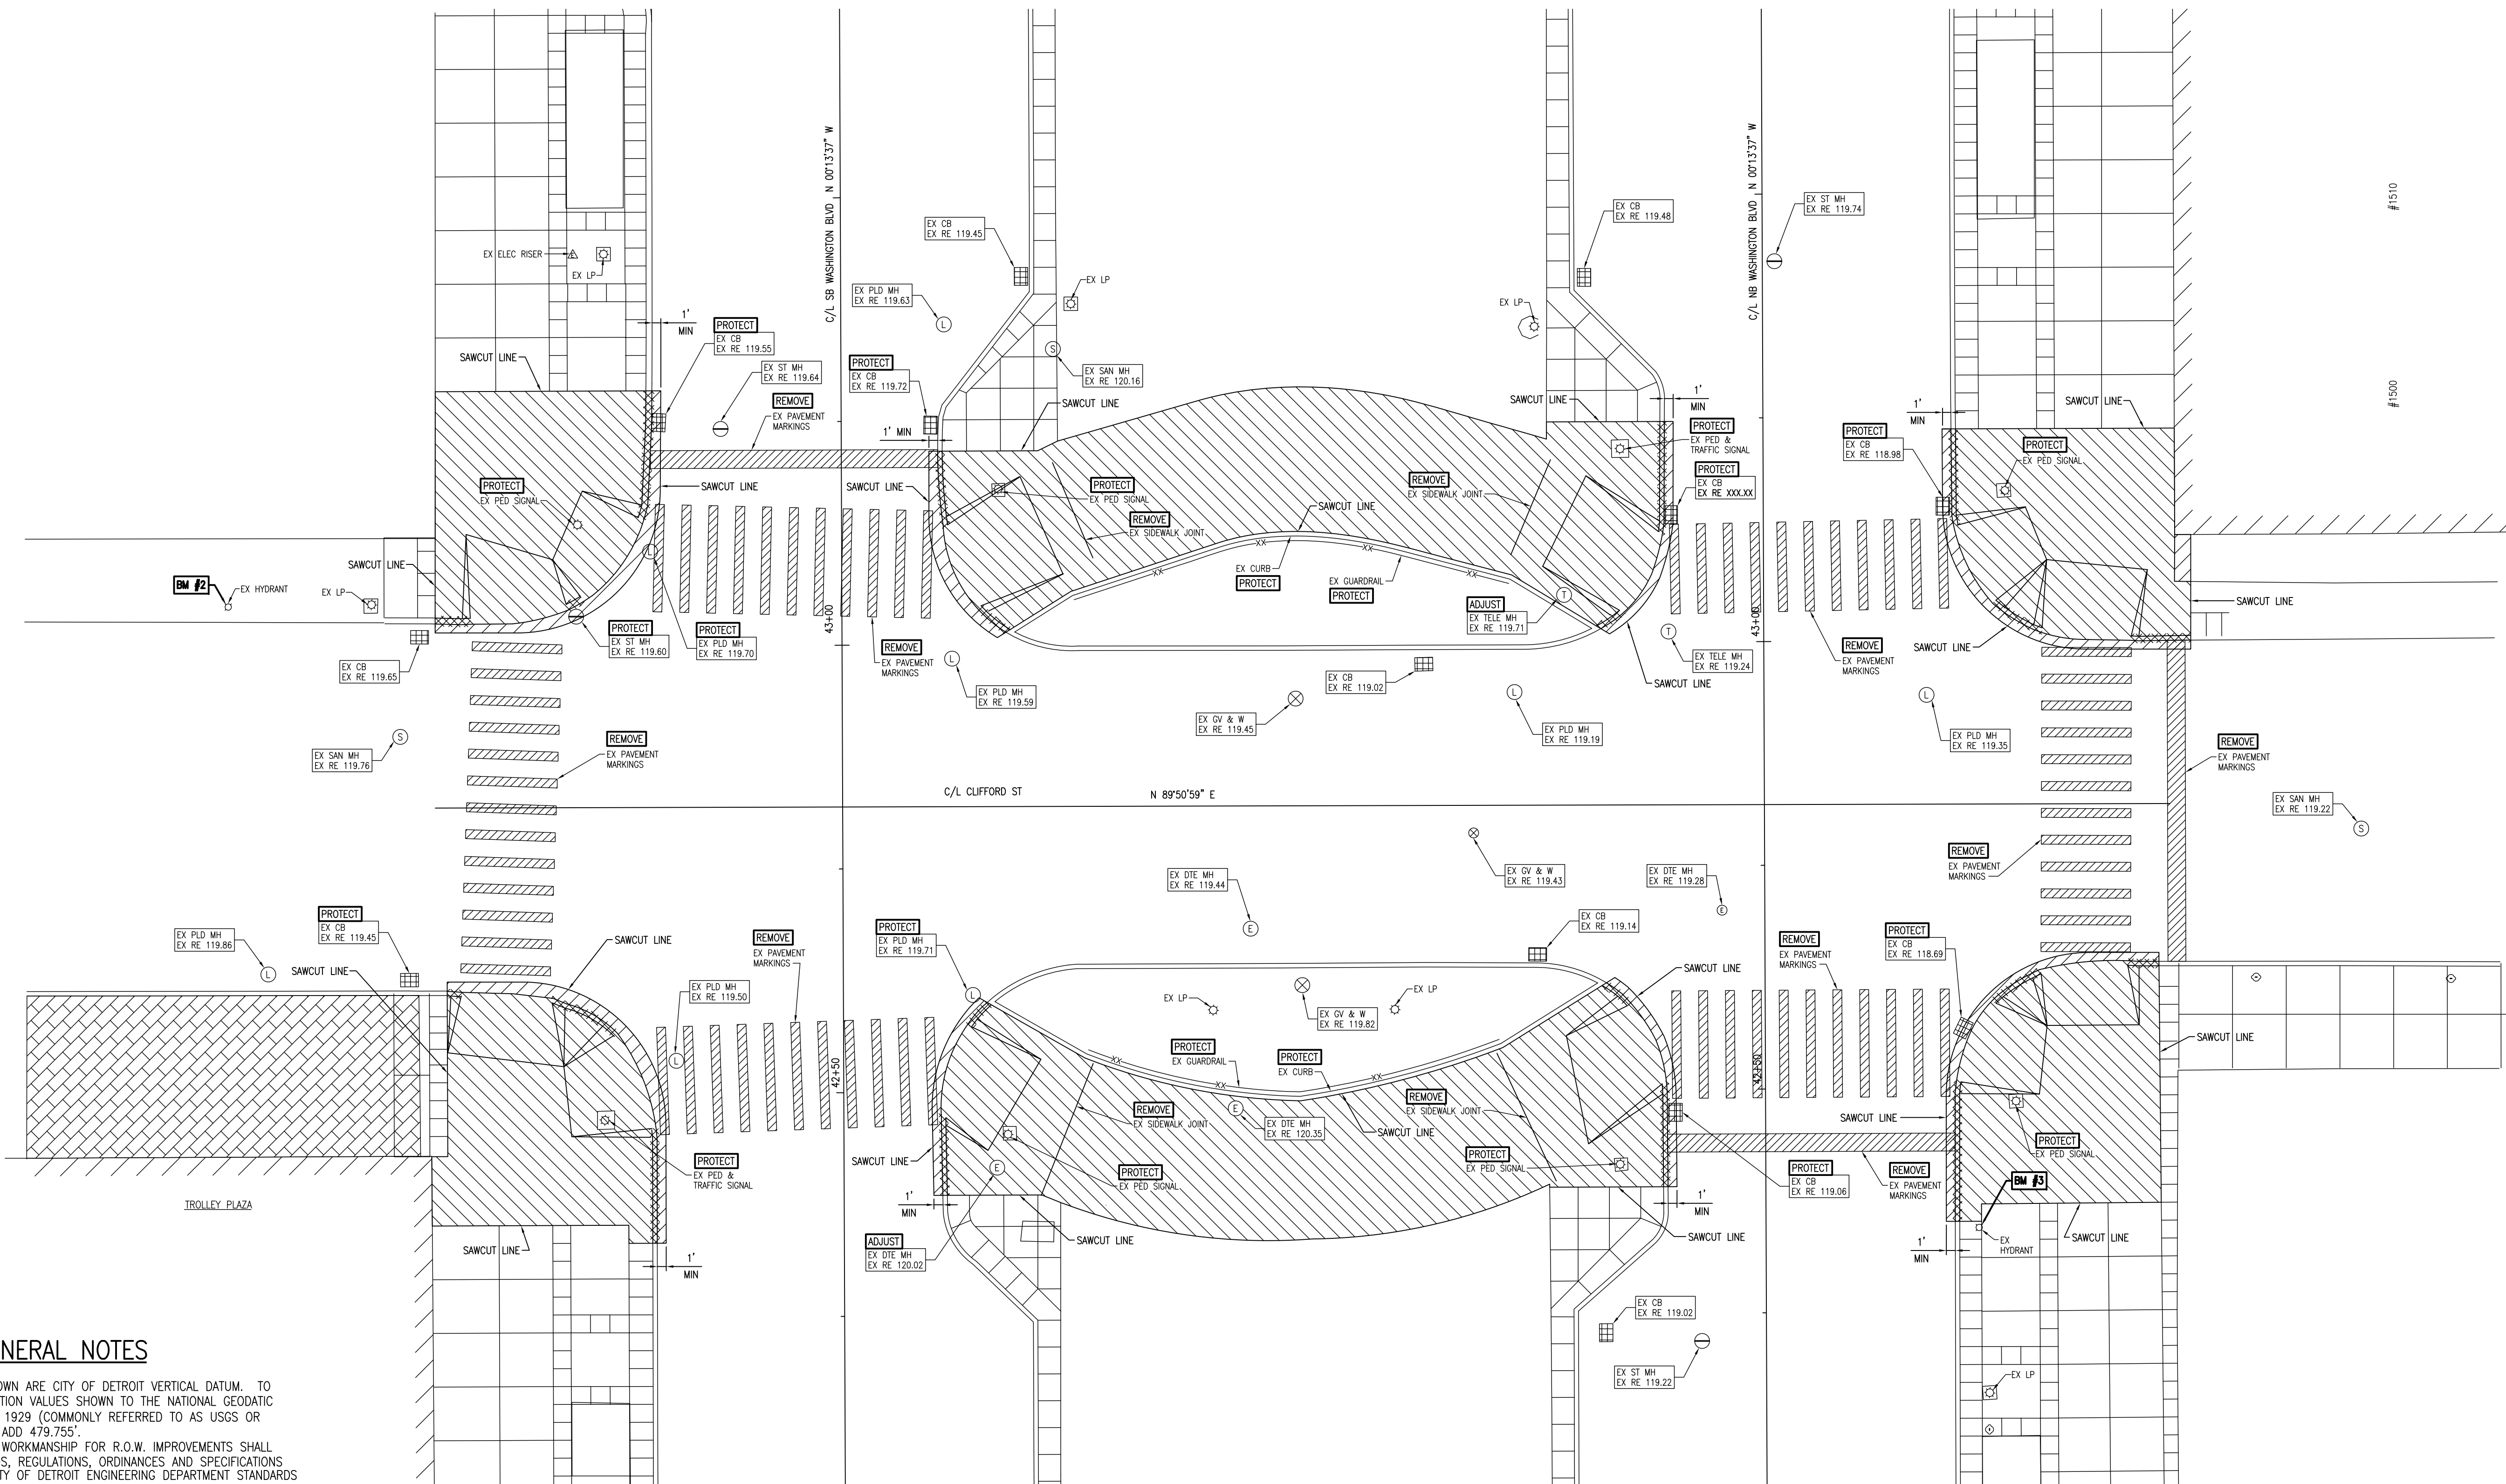 C/L SB WASHINGTON BLVD N 00°13'37" W
C/L NB WASHINGTON BLVD N 00°13'37" W
#1510
#1500
EX ST MH
EX RE 119.74
EX CB
EX RE 119.48
EX CB
EX RE 119.45
EX ELEC RISER
EX LP
EX PLD MH
EX RE 119.63
EX LP
EX LP
1'
MIN
PROTECT
EX CB
EX RE 119.55
SAWCUT LINE
EX ST MH
EX RE 119.64
PROTECT
EX CB
EX RE 119.72
EX SAN MH
EX RE 120.16
REMOVE
EX PAVEMENT
MARKINGS
SAWCUT LINE
1' MIN
SAWCUT LINE
1'
MIN
PROTECT
EX PED &
TRAFFIC SIGNAL
PROTECT
EX CB
EX RE XXX.XX
1'
MIN
SAWCUT LINE
PROTECT
EX CB
EX RE 118.98
PROTECT
EX PED SIGNAL
PROTECT
EX PED SIGNAL
SAWCUT LINE
SAWCUT LINE
PROTECT
EX PED SIGNAL
REMOVE
EX SIDEWALK JOINT
REMOVE
EX SIDEWALK JOINT
SAWCUT LINE
XX
XX
XX
XX
EX CURB
PROTECT
EX GUARDRAIL
PROTECT
ADJUST
EX TELE MH
EX RE 119.71
T
SAWCUT LINE
BM #2
EX HYDRANT
EX LP
L
PROTECT
EX ST MH
EX RE 119.60
PROTECT
EX PLD MH
EX RE 119.70
43+00
43+00
SAWCUT LINE
EX CB
EX RE 119.65
REMOVE
EX PAVEMENT
MARKINGS
L
EX PLD MH
EX RE 119.59
EX CB
EX RE 119.02
T
EX TELE MH
EX RE 119.24
SAWCUT LINE
REMOVE
EX PAVEMENT
MARKINGS
SAWCUT LINE
L
EX PLD MH
EX RE 119.35
EX GV & W
EX RE 119.45
L
EX PLD MH
EX RE 119.19
S
EX SAN MH
EX RE 119.76
REMOVE
EX PAVEMENT
MARKINGS
REMOVE
EX PAVEMENT
MARKINGS
C/L CLIFFORD ST
N 89°50'59" E
EX SAN MH
EX RE 119.22
S
EX DTE MH
EX RE 119.44
E
EX GV & W
EX RE 119.43
EX DTE MH
EX RE 119.28
E
REMOVE
EX PAVEMENT
MARKINGS
EX PLD MH
EX RE 119.86
L
PROTECT
EX CB
EX RE 119.45
SAWCUT LINE
SAWCUT LINE
REMOVE
EX PAVEMENT
MARKINGS
PROTECT
EX PLD MH
EX RE 119.71
L
EX CB
EX RE 119.14
REMOVE
EX PAVEMENT
MARKINGS
PROTECT
EX CB
EX RE 118.69
EX PLD MH
EX RE 119.50
L
SAWCUT LINE
EX LP
EX LP
EX GV & W
EX RE 119.82
SAWCUT LINE
42+50
42+50
PROTECT
EX GUARDRAIL
PROTECT
EX CURB
XX
XX
XX
REMOVE
EX SIDEWALK JOINT
E
EX DTE MH
EX RE 120.35
SAWCUT LINE
REMOVE
EX SIDEWALK JOINT
SAWCUT LINE
PROTECT
EX PED &
TRAFFIC SIGNAL
SAWCUT LINE
E
PROTECT
EX PED SIGNAL
PROTECT
EX PED SIGNAL
PROTECT
EX CB
EX RE 119.06
REMOVE
EX PAVEMENT
MARKINGS
PROTECT
EX PED SIGNAL
BM #3
TROLLEY PLAZA
1'
MIN
1'
MIN
SAWCUT LINE
1'
MIN
ADJUST
EX DTE MH
EX RE 120.02
SAWCUT LINE
SAWCUT LINE
1'
MIN
EX
HYDRANT
SAWCUT LINE
EX CB
EX RE 119.02
EX ST MH
EX RE 119.22
EX LP
NERAL NOTES
OWN ARE CITY OF DETROIT VERTICAL DATUM. TO
TION VALUES SHOWN TO THE NATIONAL GEODATIC
1929 (COMMONLY REFERRED TO AS USGS OR
ADD 479.755'.
WORKMANSHIP FOR R.O.W. IMPROVEMENTS SHALL
S, REGULATIONS, ORDINANCES AND SPECIFICATIONS
TY OF DETROIT ENGINEERING DEPARTMENT STANDARDS